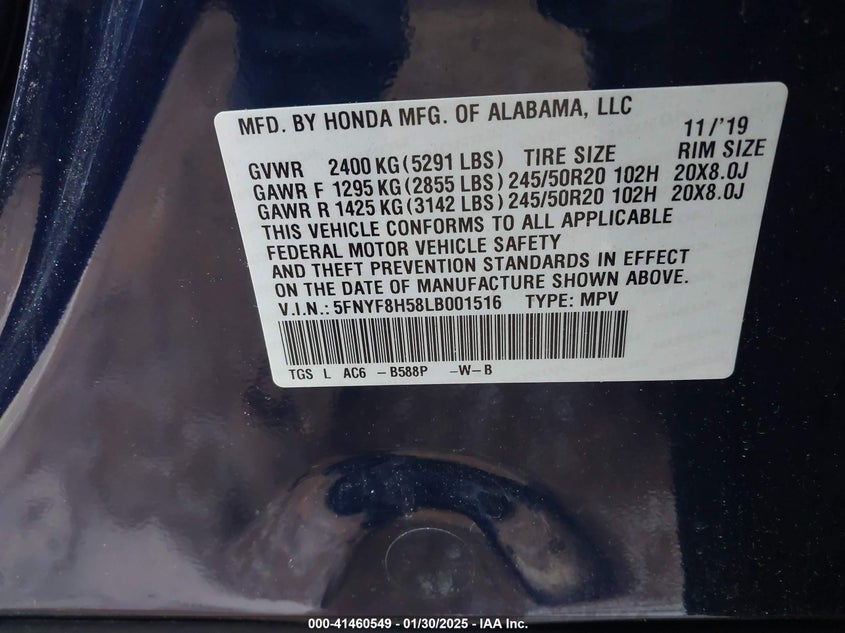 MFD. BY HONDA MFG. OF ALABAMA, LLC 11/'19
GVWR 2400 KG (5291 LBS) TIRE SIZE RIM SIZE
GAWR F 1295 KG (2855 LBS) 245/50R20 102H 20X8.0J
GAWR R 1425 KG (3142 LBS) 245/50R20 102H 20X8.0J
THIS VEHICLE CONFORMS TO ALL APPLICABLE
FEDERAL MOTOR VEHICLE SAFETY
AND THEFT PREVENTION STANDARDS IN EFFECT
ON THE DATE OF MANUFACTURE SHOWN ABOVE.
V.I.N.: 5FNYF8H58LB001516 TYPE: MPV
TGS L AC6 -B588P -W-B
000-41460549 - 01/30/2025 - IAA Inc.